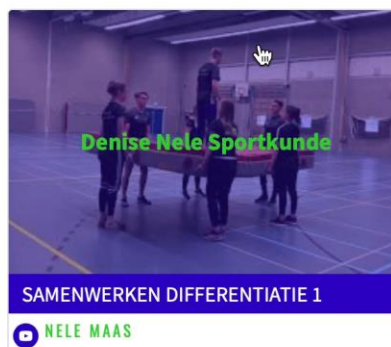 Denise Nele Sportkunde
SAMENWERKEN DIFFERENTIATIE 1
NELE MAAS